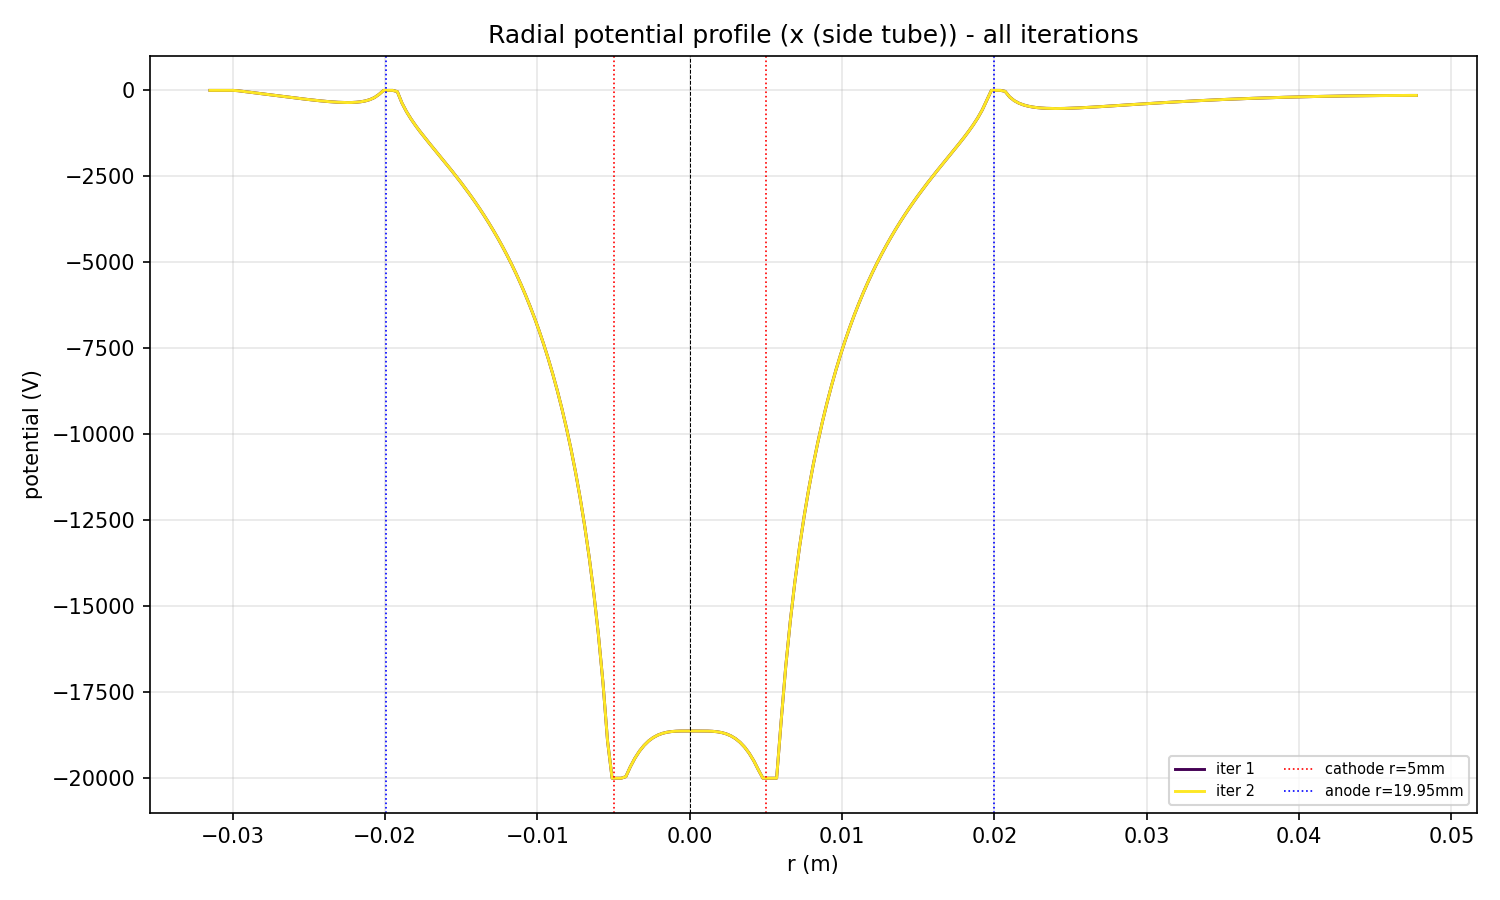 Radial potential profile (x (side tube)) - all iterations
potential (V)
0
−2500
−5000
−7500
−10000
−12500
−15000
−17500
−20000
iter 1
iter 2
cathode r=5mm
anode r=19.95mm
−0.03 −0.02 −0.01 0.00 0.01 0.02 0.03 0.04 0.05
r (m)